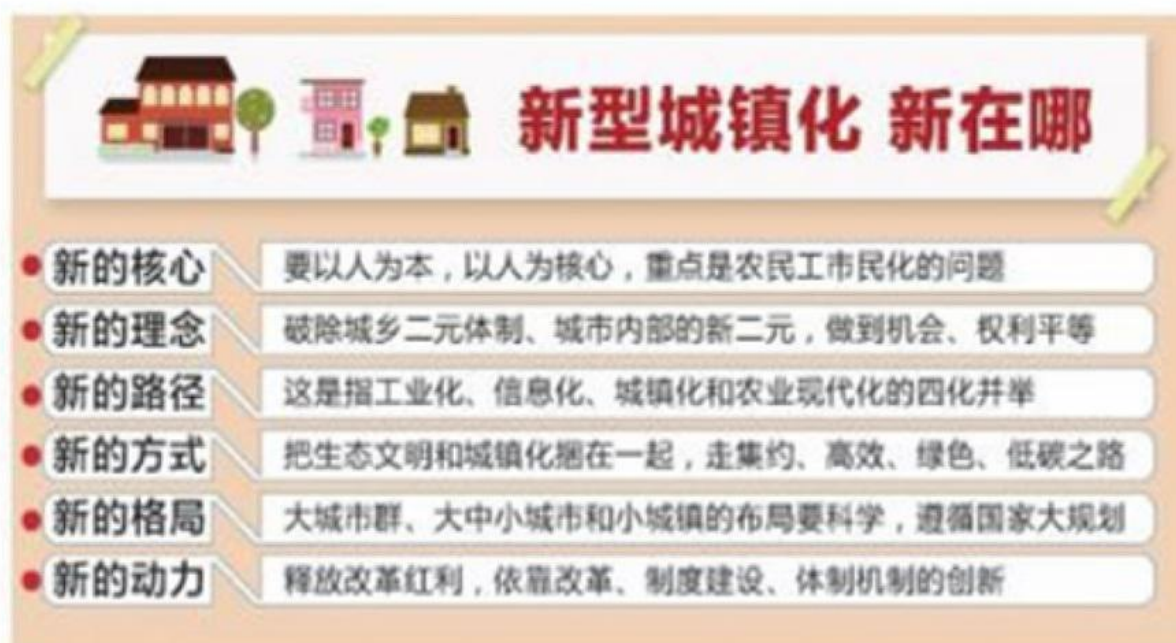 新型城镇化 新在哪
新的核心 要以人为本，以人为核心，重点是农民工市民化的问题
新的理念 破除城乡二元体制、城市内部的新二元，做到机会、权利平等
新的路径 这是指工业化、信息化、城镇化和农业现代化的四化并举
新的方式 把生态文明和城镇化捆在一起，走集约、高效、绿色、低碳之路
新的格局 大城市群、大中小城市和小城镇的布局要科学，遵循国家大规划
新的动力 释放改革红利，依靠改革、制度建设、体制机制的创新